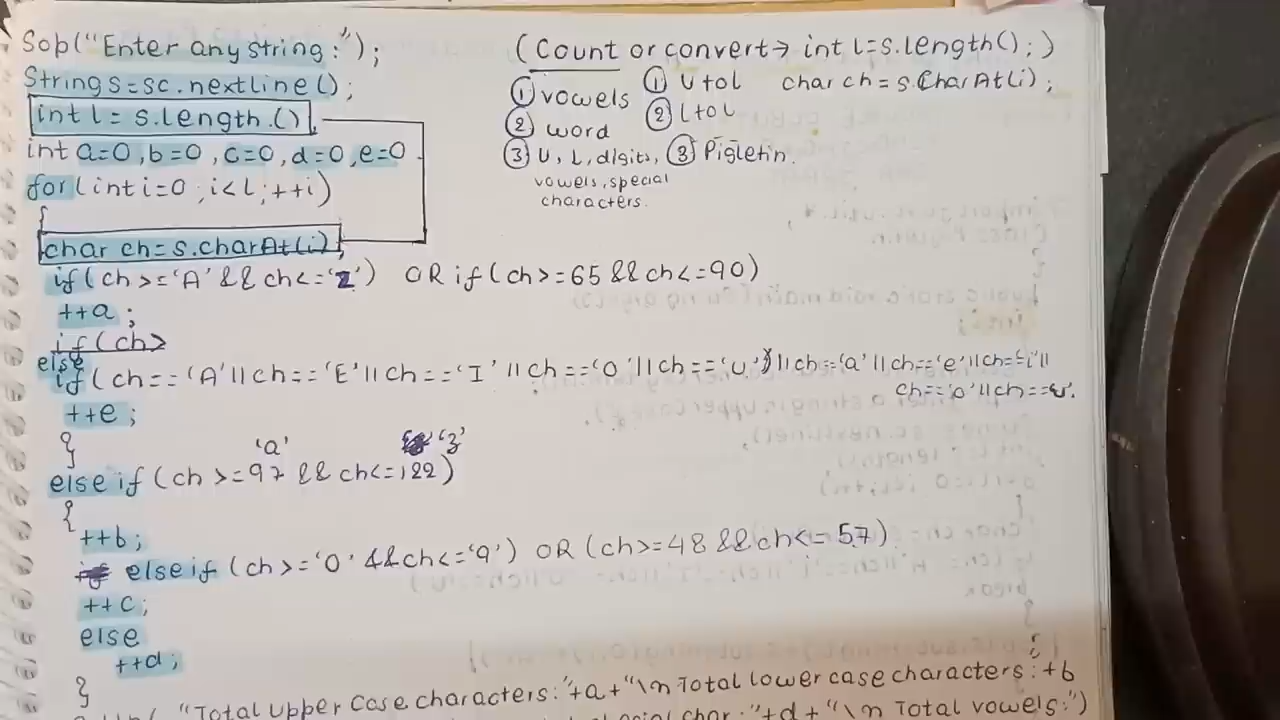 Sop("Enter any string :");
String s=sc.nextline();
int l= s.length.()
int a=0,b=0,c=0,d=0,e=0
for(int i=0;i<l;++i)
{
char ch=s.charAt(i);
if(ch>='A'&&ch<='Z') OR if(ch>=65&&ch<=90)
++a;
if(ch>
else
if(ch=='A'||ch=='E'||ch=='I'||ch=='O'||ch=='U')||ch=='a'||ch=='e'||ch=='i'||
ch=='o'||ch=='u'.
++e;
}
'a' 'z'
else if(ch>=97&&ch<=122)
{
++b;
else if(ch>='0'&&ch<='9') OR (ch>=48&&ch<=57)
++c;
else
++d;
}
"Total Upper Case characters:"+a+"\n Total lower case characters:+b
char:"+d+"\n Total vowels:")
(Count or convert→ int l=s.length();)
① vowels ① U to L char ch=s.CharAt(i);
② word ② L to U
③ U, L, digits, ③ Pigletin.
vowels, special
characters.